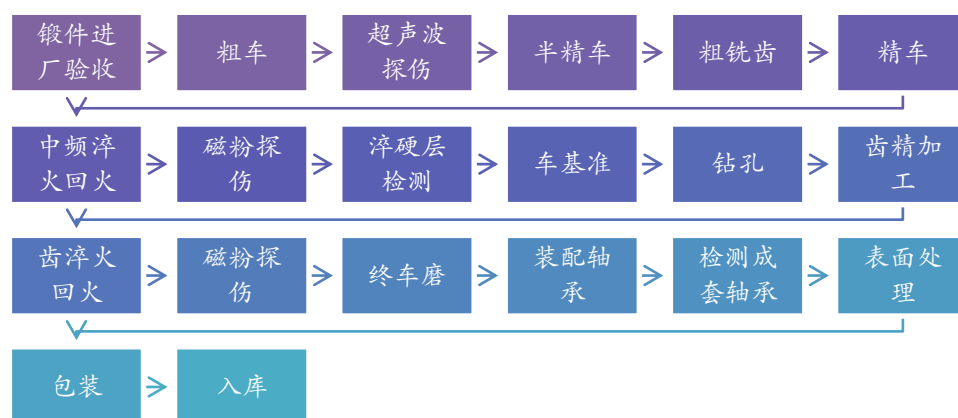 锻件进
厂验收
粗车
超声波
探伤
半精车
粗铣齿
精车
中频淬
火回火
磁粉探
伤
淬硬层
检测
车基准
钻孔
齿精加
工
齿淬火
回火
磁粉探
伤
终车磨
装配轴
承
检测成
套轴承
表面处
理
包装
入库